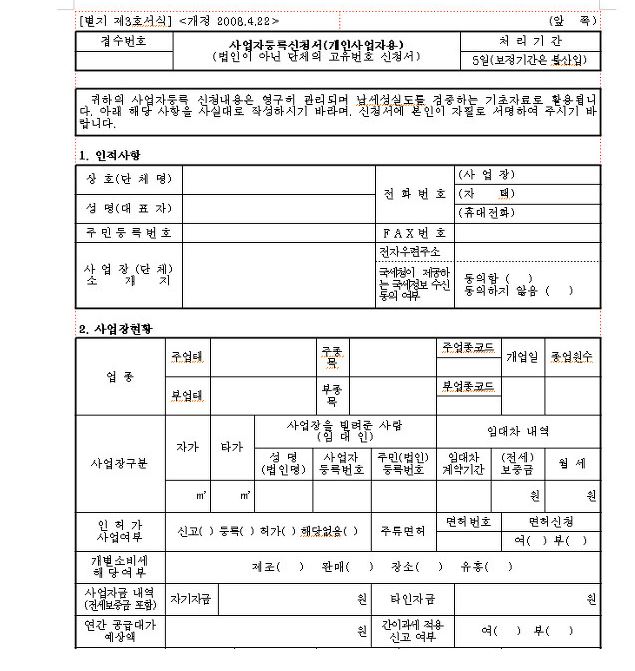 [별지 제3호서식] <개정 2008.4.22> (앞 쪽)
접수번호
사업자등록신청서(개인사업자용)
(법인이 아닌 단체의 고유번호 신청서)
처 리 기 간
5일(보정기간은 불산입)
귀하의 사업자등록 신청내용은 영구히 관리되며 납세성실도를 검증하는 기초자료로 활용됩니
다. 아래 해당 사항을 사실대로 작성하시기 바라며, 신청서에 본인이 자필로 서명하여 주시기 바
랍니다.
1. 인적사항
상 호(단 체 명)
전 화 번 호
(사 업 장)
(자 택)
(휴대전화)
성 명(대 표 자)
주 민 등 록 번 호
F A X 번 호
사 업 장 (단 체)
소 재 지
전자우편주소
국세청이 제공하
는 국세정보 수신
동의 여부
동의함 ( )
동의하지 않음 ( )
2. 사업장현황
업 종
주업태
주종
목
주업종코드
개업일
종업원수
부업태
부종
목
부업종코드
사업장구분
자가
타가
사업장을 빌려준 사람
(임 대 인)
임대차 내역
성 명
(법인명)
사업자
등록번호
주민(법인)
등록번호
임대차
계약기간
(전세)
보증금
월 세
㎡ ㎡ 원 원
인 허 가
사업여부
신고( ) 등록( ) 허가( ) 해당없음( )
주류면허
면허번호
면허신청
여( ) 부( )
개별소비세
해 당 여 부
제조( ) 판매( ) 장소( ) 유흥( )
사업자금 내역
(전세보증금 포함)
자기자금
원
타인자금
원
연간 공급대가
예상액
원
간이과세 적용
신고 여부
여( ) 부( )